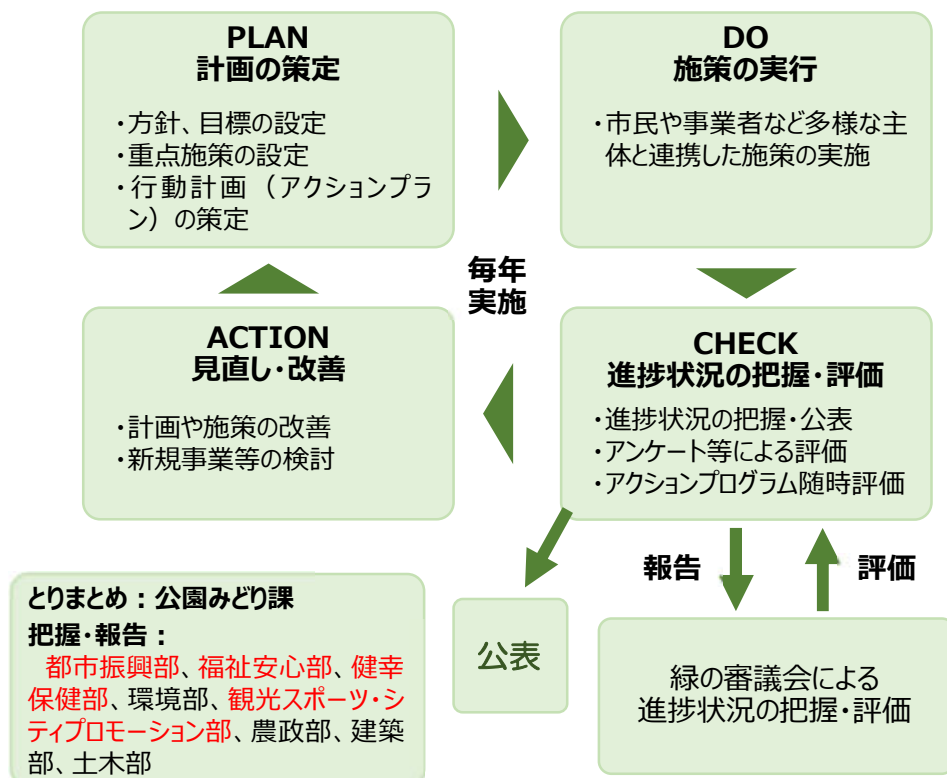 PLAN
計画の策定
・方針、目標の設定
・重点施策の設定
・行動計画（アクションプラ
ン）の策定
DO
施策の実行
・市民や事業者など多様な主
体と連携した施策の実施
毎年
実施
ACTION
見直し・改善
・計画や施策の改善
・新規事業等の検討
CHECK
進捗状況の把握・評価
・進捗状況の把握・公表
・アンケート等による評価
・アクションプログラム随時評価
報告
評価
とりまとめ：公園みどり課
把握・報告：
都市振興部、福祉安心部、健幸
保健部、環境部、観光スポーツ・シ
ティプロモーション部、農政部、建築
部、土木部
公表
緑の審議会による
進捗状況の把握・評価